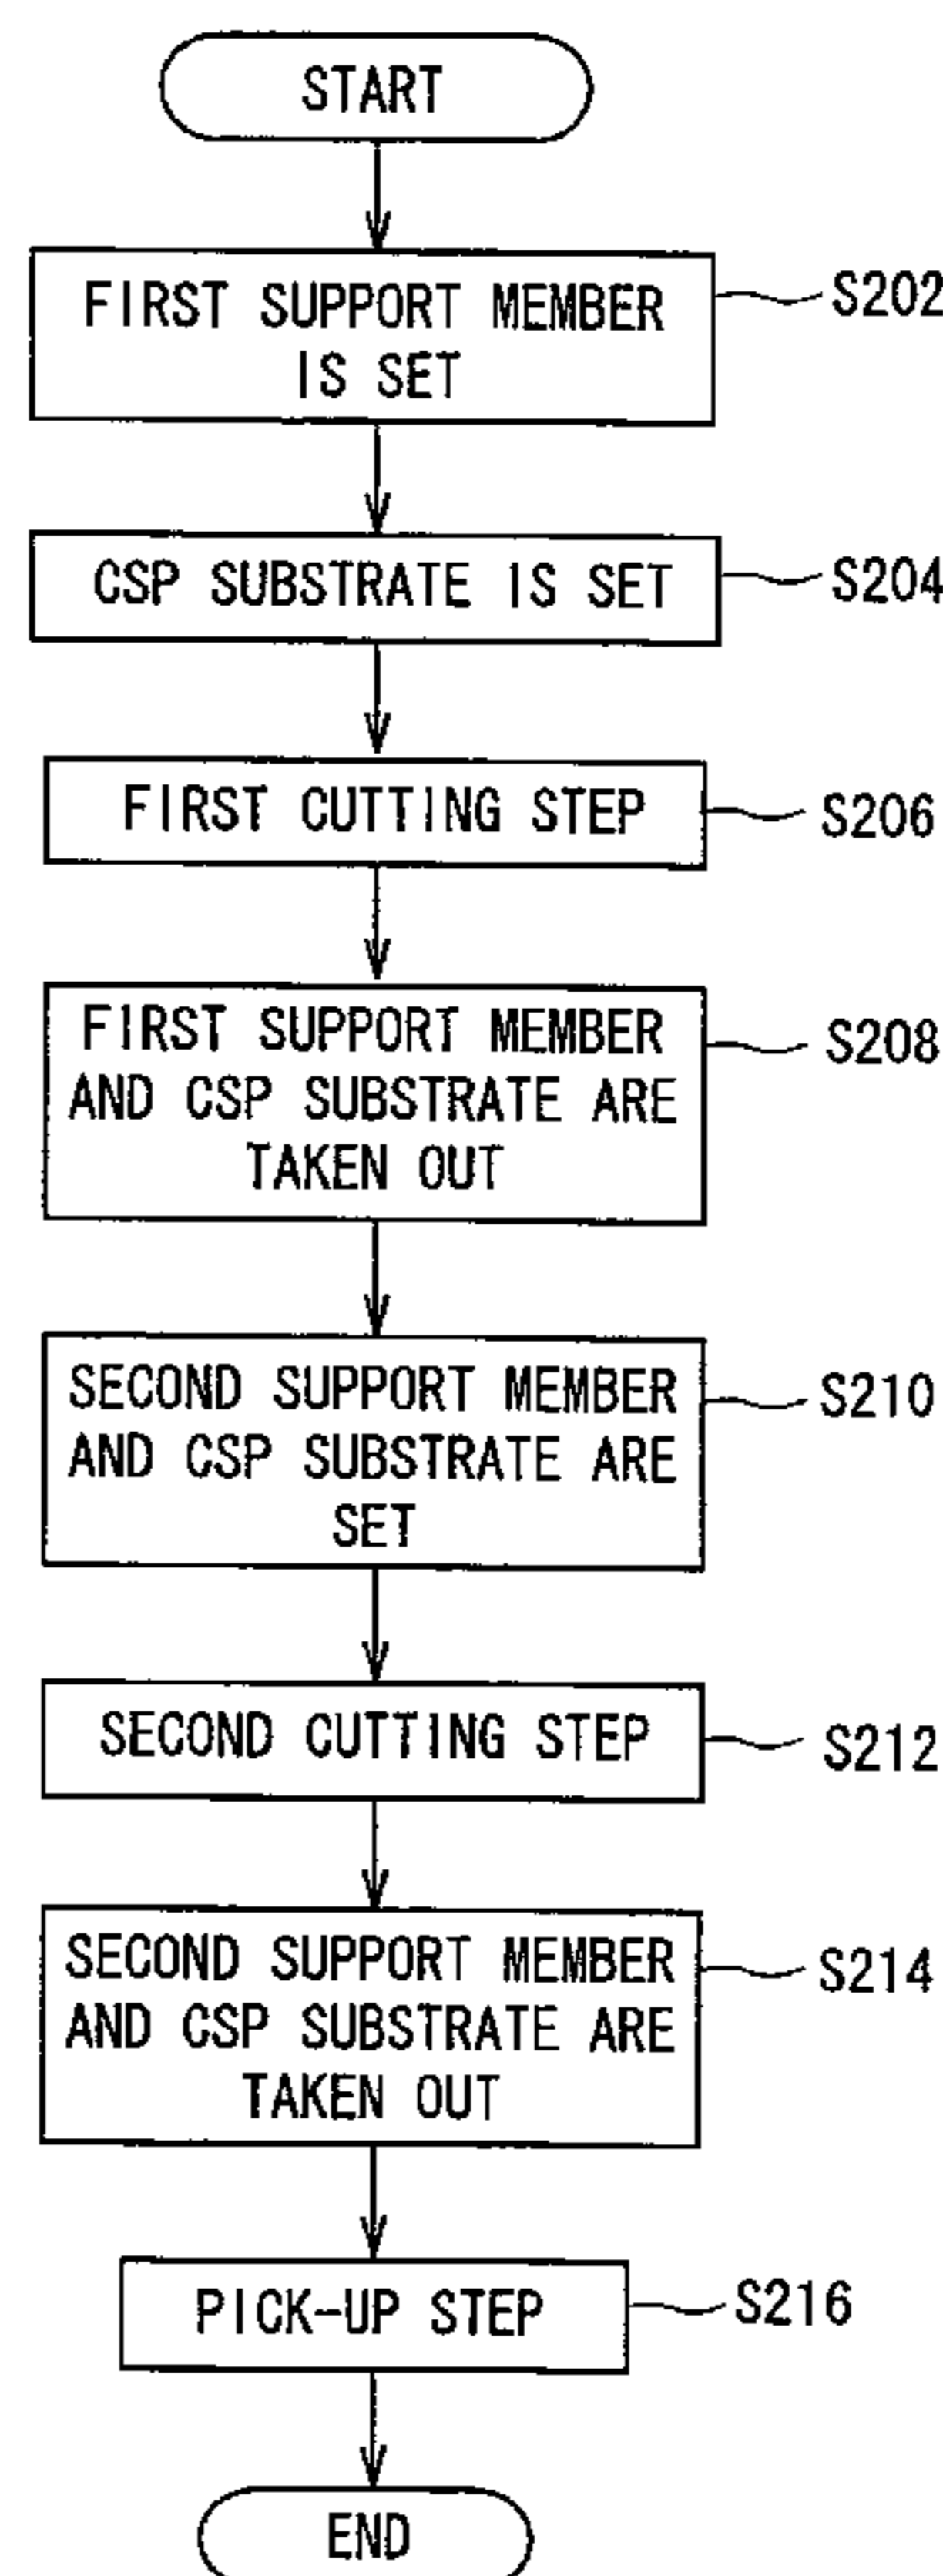 START
FIRST SUPPORT MEMBER
IS SET
S202
CSP SUBSTRATE IS SET
S204
FIRST CUTTING STEP
S206
FIRST SUPPORT MEMBER
AND CSP SUBSTRATE ARE
TAKEN OUT
S208
SECOND SUPPORT MEMBER
AND CSP SUBSTRATE ARE
SET
S210
SECOND CUTTING STEP
S212
SECOND SUPPORT MEMBER
AND CSP SUBSTRATE ARE
TAKEN OUT
S214
PICK-UP STEP
S216
END